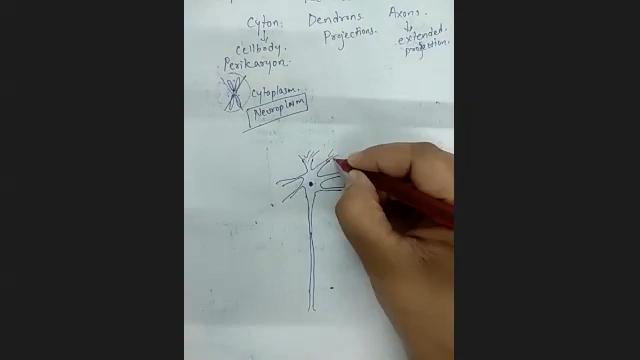 Cyton Dendrons Axons
cellbody. Projections. extended
Perikaryon. projection.
cytoplasm.
Neuroplasm